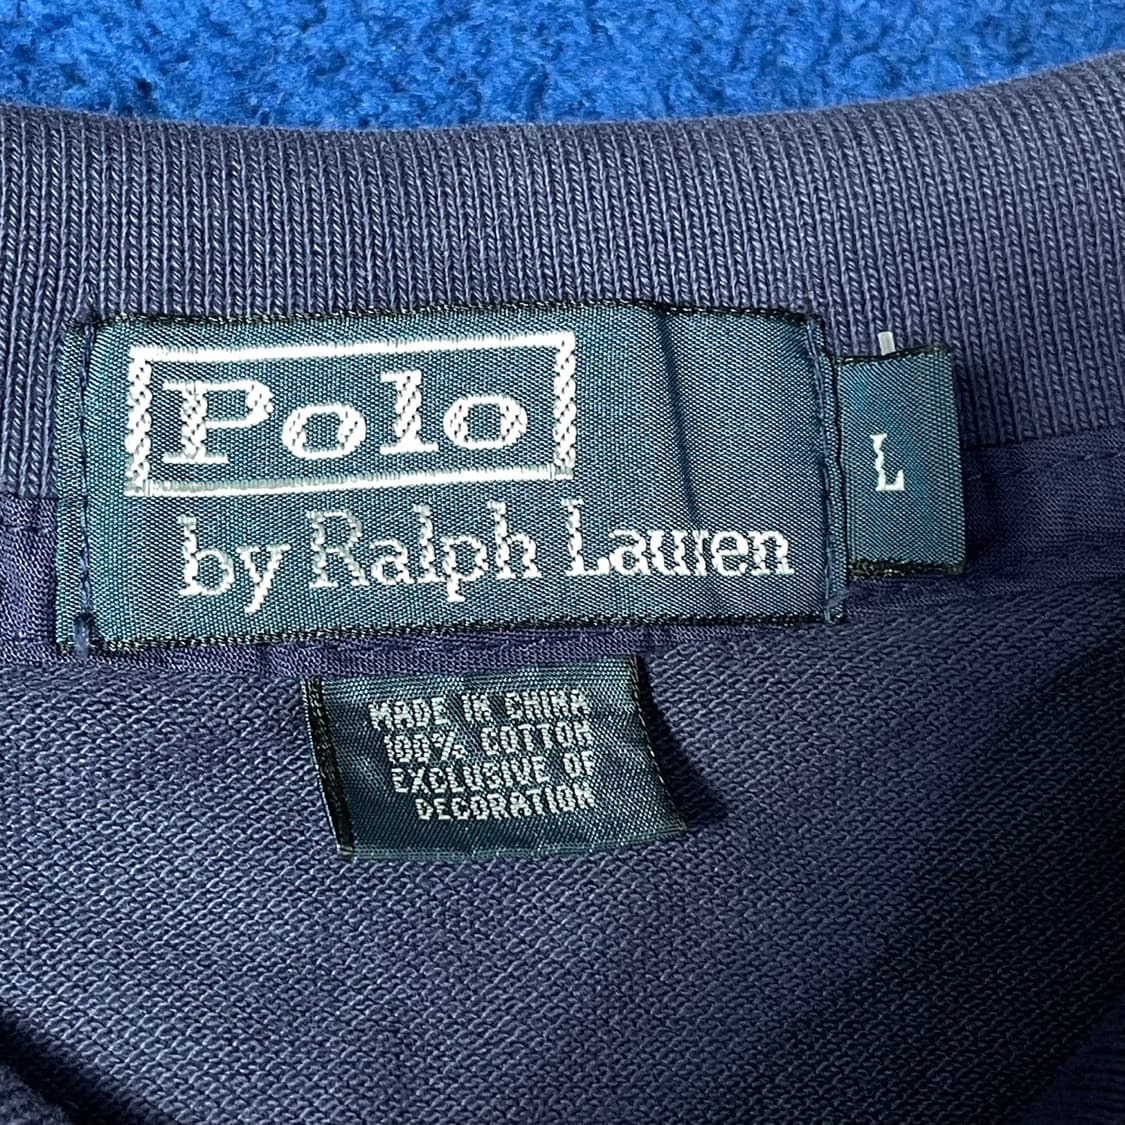 Polo
by Ralph Lauren
L
MADE IN CHINA
100% COTTON
EXCLUSIVE OF
DECORATION